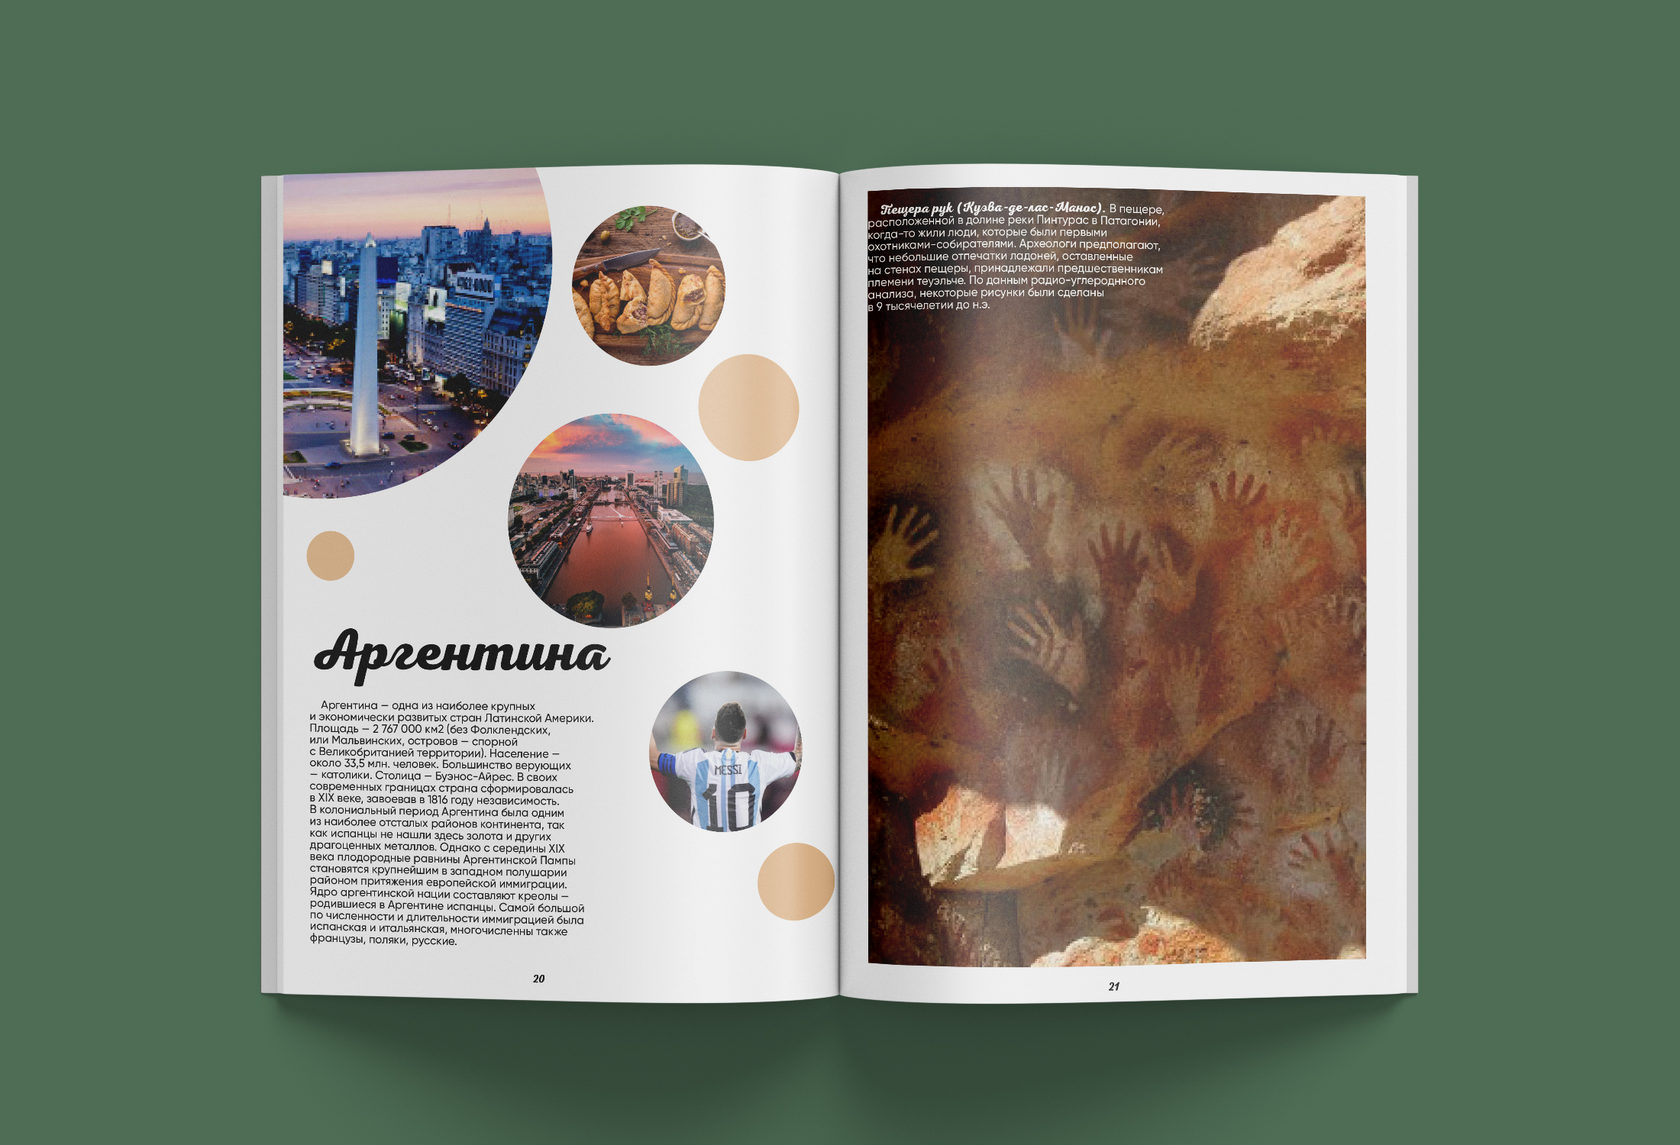 Аргентина
Аргентина — одна из наиболее крупных
и экономически развитых стран Латинской Америки.
Площадь — 2 767 000 км2 (без Фолклендских,
или Мальвинских, островов — спорной
с Великобританией территории). Население —
около 33,5 млн. человек. Большинство верующих
— католики. Столица — Буэнос-Айрес. В своих
современных границах страна сформировалась
в XIX веке, завоевав в 1816 году независимость.
В колониальный период Аргентина была одним
из наиболее отсталых районов континента, так
как испанцы не нашли здесь золота и других
драгоценных металлов. Однако с середины XIX
века плодородные равнины Аргентинской Пампы
становятся крупнейшим в западном полушарии
районом притяжения европейской иммиграции.
Ядро аргентинской нации составляют креолы —
родившиеся в Аргентине испанцы. Самой большой
по численности и длительности иммиграцией была
испанская и итальянская, многочисленны также
французы, поляки, русские.
MESSI
10
20
Пещера рук (Куэва-де-лас-Манос). В пещере,
расположенной в долине реки Пинтурас в Патагонии,
когда-то жили люди, которые были первыми
охотниками-собирателями. Археологи предполагают,
что небольшие отпечатки ладоней, оставленные
на стенах пещеры, принадлежали предшественникам
племени теуэльче. По данным радио-углероднного
анализа, некоторые рисунки были сделаны
в 9 тысячелетии до н.э.
21